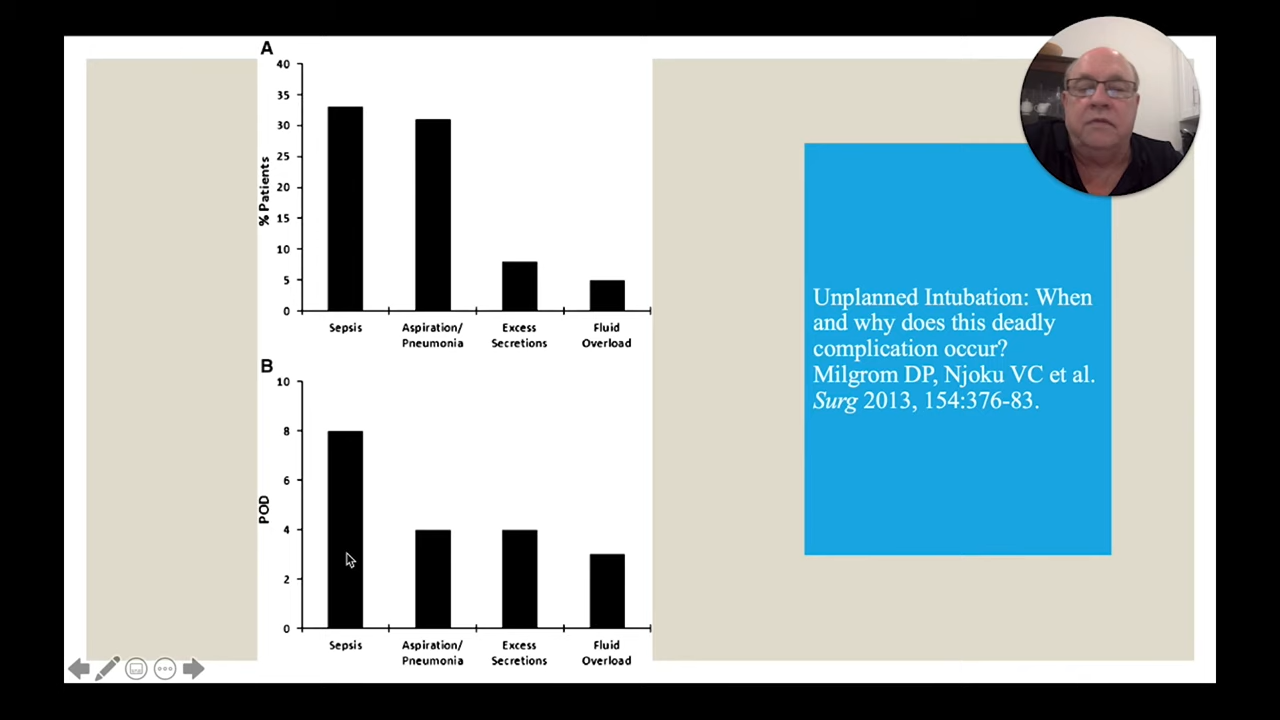 A
40
35
30
25
20
15
10
5
0
% Patients
Sepsis
Aspiration/
Pneumonia
Excess
Secretions
Fluid
Overload
B
10
8
6
4
2
0
POD
Sepsis
Aspiration/
Pneumonia
Excess
Secretions
Fluid
Overload
Unplanned Intubation: When
and why does this deadly
complication occur?
Milgrom DP, Njoku VC et al.
Surg 2013, 154:376-83.